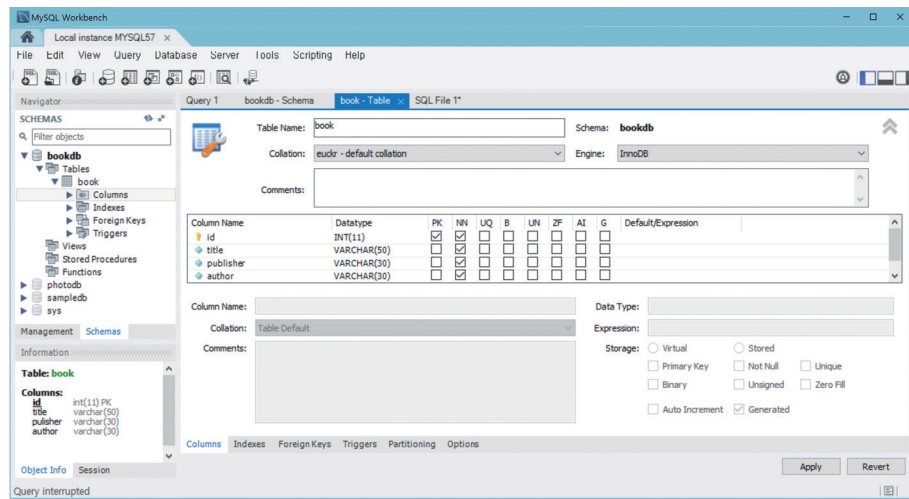 MySQL Workbench
Local instance MYSQL57 ×
File Edit View Query Database Server Tools Scripting Help
Navigator
SCHEMAS
Filter objects
bookdb
Tables
book
Columns
Indexes
Foreign Keys
Triggers
Views
Stored Procedures
Functions
photodb
sampledb
sys
Management Schemas
Information
Table: book
Columns:
id int(11) PK
title varchar(50)
pulisher varchar(30)
author varchar(30)
Object Info Session
Query 1 bookdb - Schema book - Table × SQL File 1*
Table Name: book Schema: bookdb
Collation: euckr - default collation Engine: InnoDB
Comments:
Column Name Datatype PK NN UQ B UN ZF AI G Default/Expression
id INT(11)
title VARCHAR(50)
publisher VARCHAR(30)
author VARCHAR(30)
Column Name: Data Type:
Collation: Table Default Expression:
Comments: Storage: Virtual Stored
Primary Key Not Null Unique
Binary Unsigned Zero Fill
Auto Increment Generated
Columns Indexes Foreign Keys Triggers Partitioning Options
Apply Revert
Query interrupted